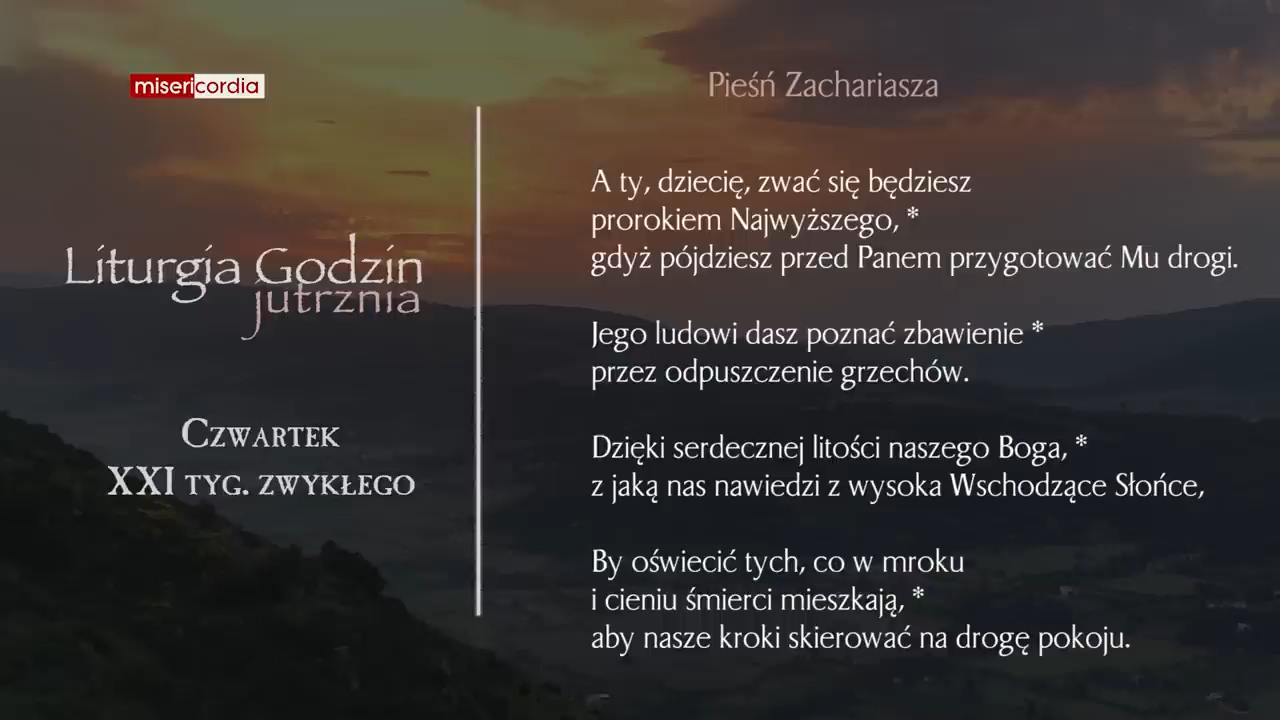 misericordia
Liturgia Godzin
jutrznia
Czwartek
XXI tyg. zwykłego
Pieśń Zachariasza
A ty, dziecię, zwać się będziesz
prorokiem Najwyższego, *
gdyż pójdziesz przed Panem przygotować Mu drogi.
Jego ludowi dasz poznać zbawienie *
przez odpuszczenie grzechów.
Dzięki serdecznej litości naszego Boga, *
z jaką nas nawiedzi z wysoka Wschodzące Słońce,
By oświecić tych, co w mroku
i cieniu śmierci mieszkają, *
aby nasze kroki skierować na drogę pokoju.